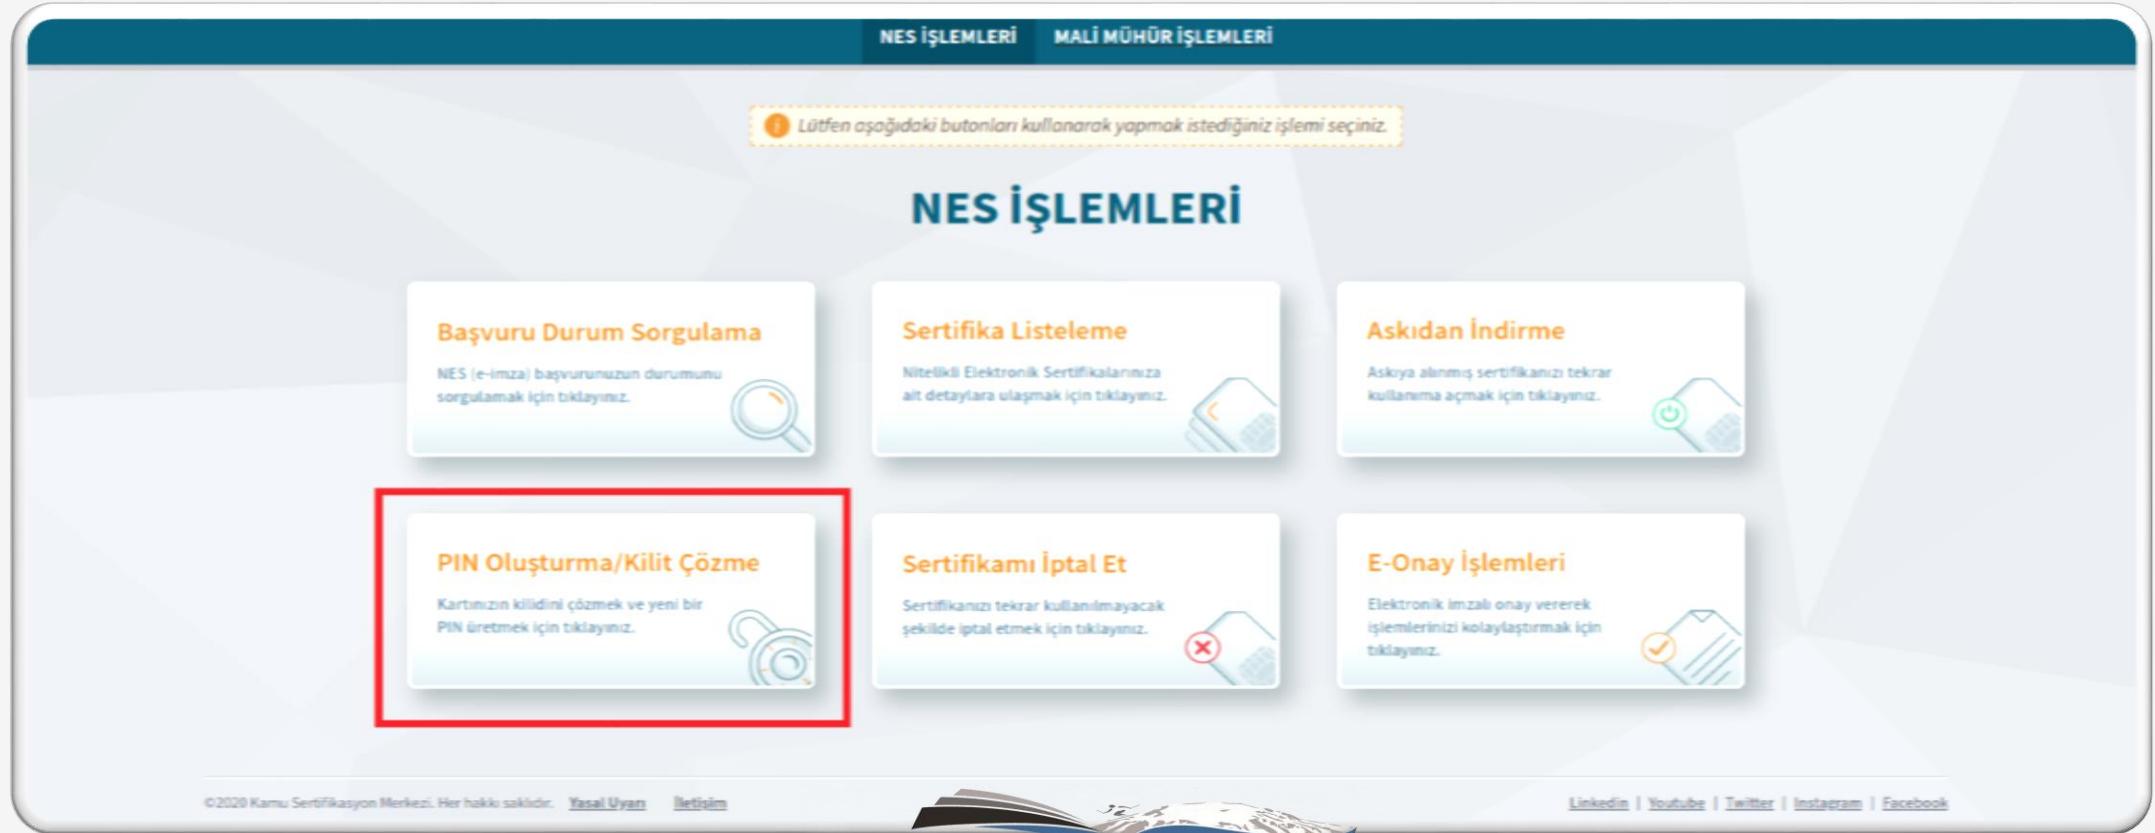 NES İŞLEMLERİ
MALİ MÜHÜR İŞLEMLERİ
Lütfen aşağıdaki butonları kullanarak yapmak istediğiniz işlemi seçiniz.
NES İŞLEMLERİ
Başvuru Durum Sorgulama
NES (e-imza) başvurunuzun durumunu
sorgulamak için tıklayınız.
Sertifika Listeleme
Nitelikli Elektronik Sertifikalarınıza
ait detaylara ulaşmak için tıklayınız.
Askıdan İndirme
Askıya alınmış sertifikanızı tekrar
kullanıma açmak için tıklayınız.
PIN Oluşturma/Kilit Çözme
Kartınızın kilidini çözmek ve yeni bir
PIN üretmek için tıklayınız.
Sertifikamı İptal Et
Sertifikanızı tekrar kullanılmayacak
şekilde iptal etmek için tıklayınız.
E-Onay İşlemleri
Elektronik imzalı onay vererek
işlemlerinizi kolaylaştırmak için
tıklayınız.
©2020 Kamu Sertifikasyon Merkezi. Her hakkı saklıdır. Yasal Uyarı İletişim
Linkedin | Youtube | Twitter | Instagram | Facebook